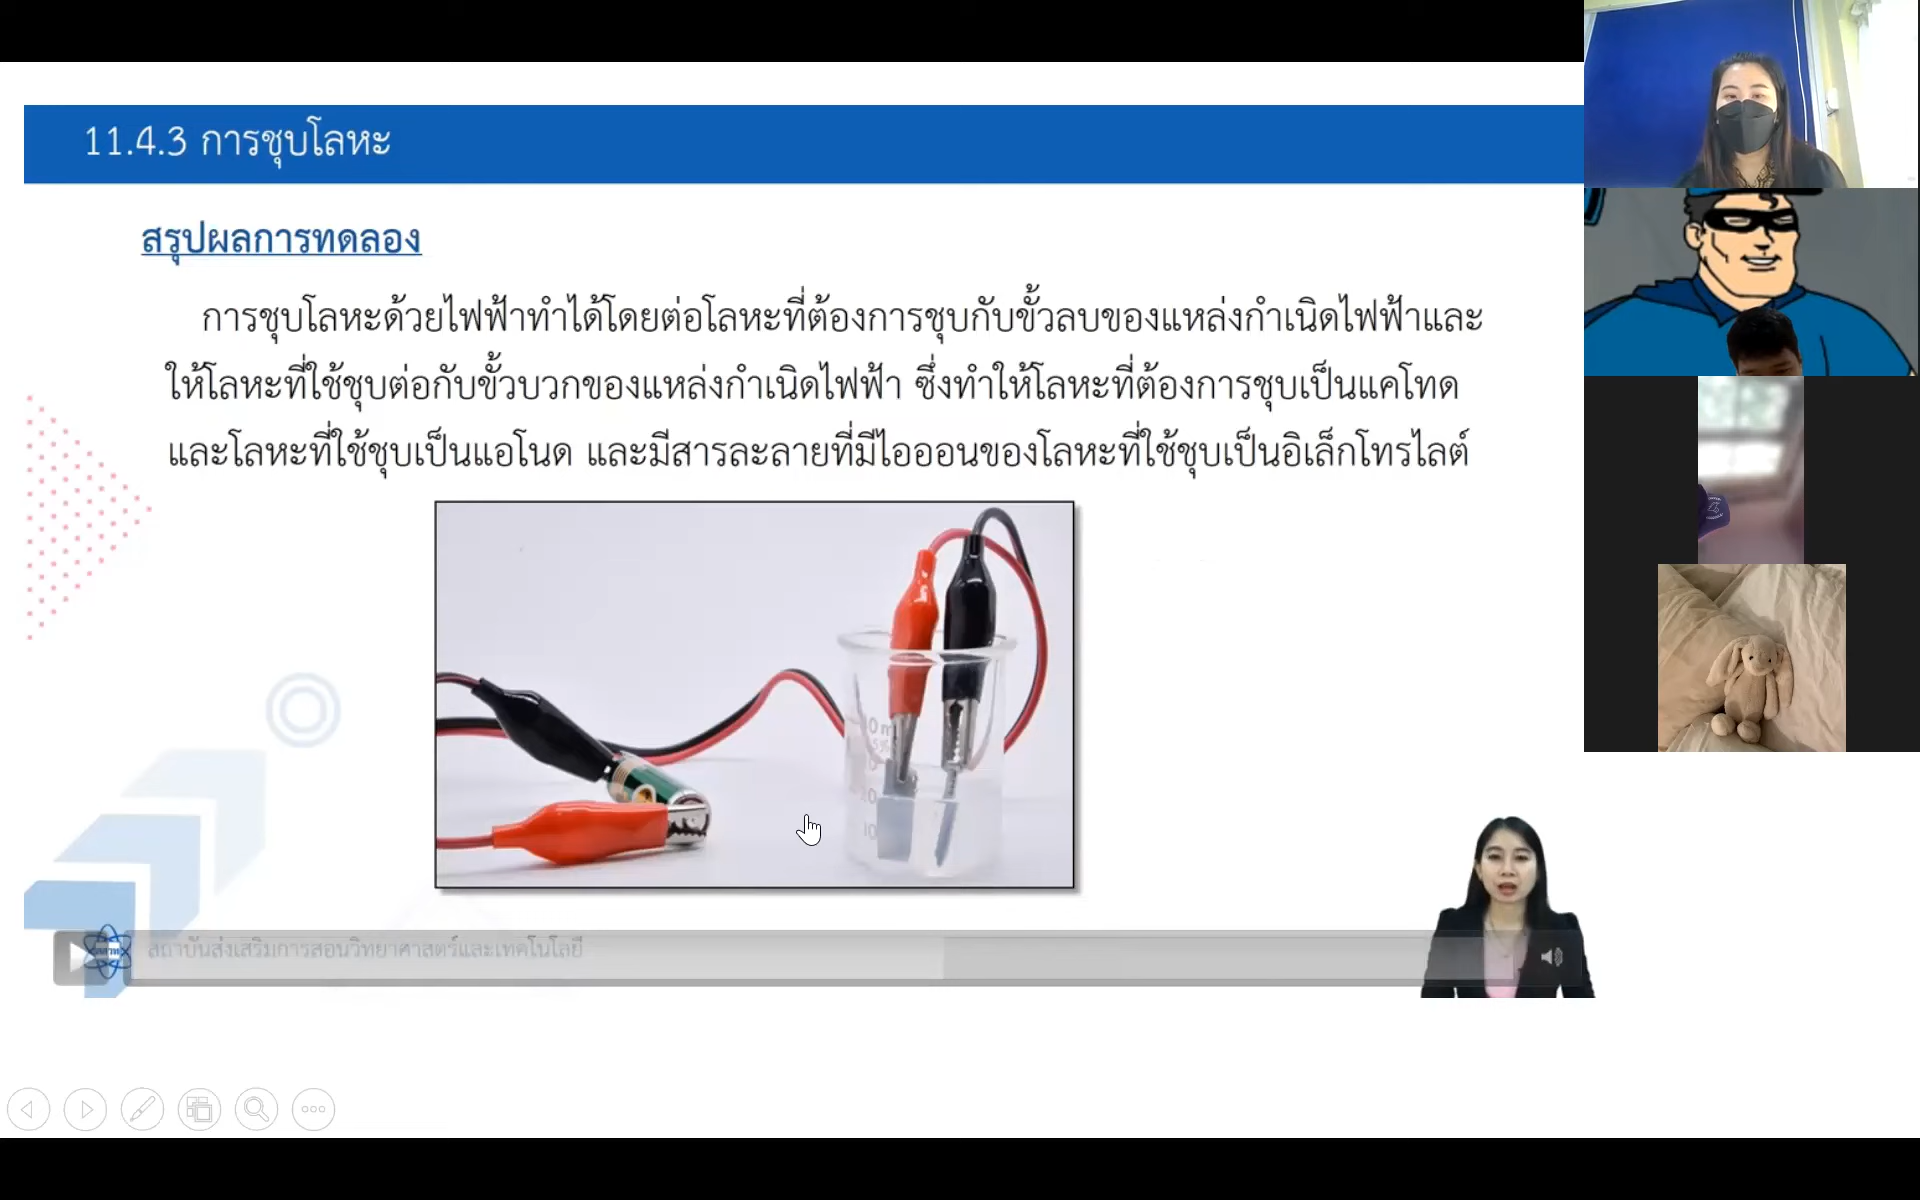 11.4.3 การชุบโลหะ
สรุปผลการทดลอง
การชุบโลหะด้วยไฟฟ้าทำได้โดยต่อโลหะที่ต้องการชุบกับขั้วลบของแหล่งกำเนิดไฟฟ้าและ
ให้โลหะที่ใช้ชุบต่อกับขั้วบวกของแหล่งกำเนิดไฟฟ้า ซึ่งทำให้โลหะที่ต้องการชุบเป็นแคโทด
และโลหะที่ใช้ชุบเป็นแอโนด และมีสารละลายที่มีไอออนของโลหะที่ใช้ชุบเป็นอิเล็กโทรไลต์
สถาบันส่งเสริมการสอนวิทยาศาสตร์และเทคโนโลยี